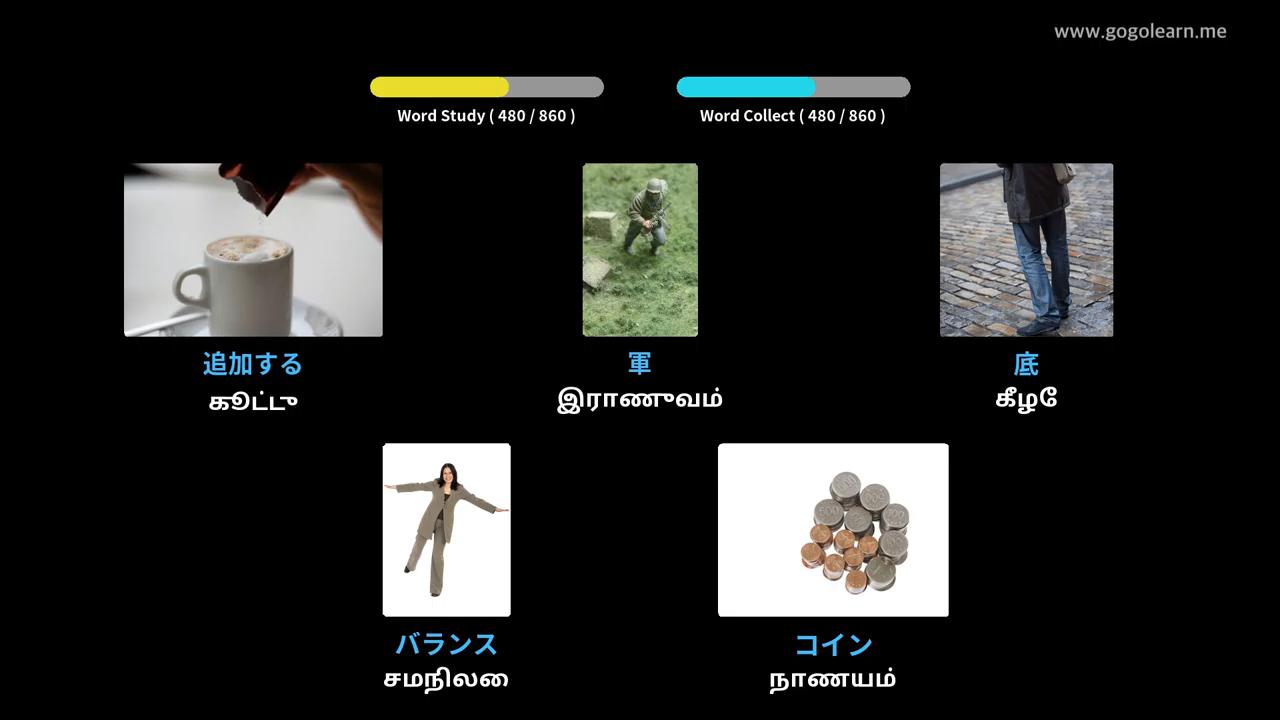 www.gogolearn.me
Word Study ( 480 / 860 )
Word Collect ( 480 / 860 )
追加する
கூட்டு
軍
இராணுவம்
底
கீழே
バランス
சமநிலை
コイン
நாணயம்